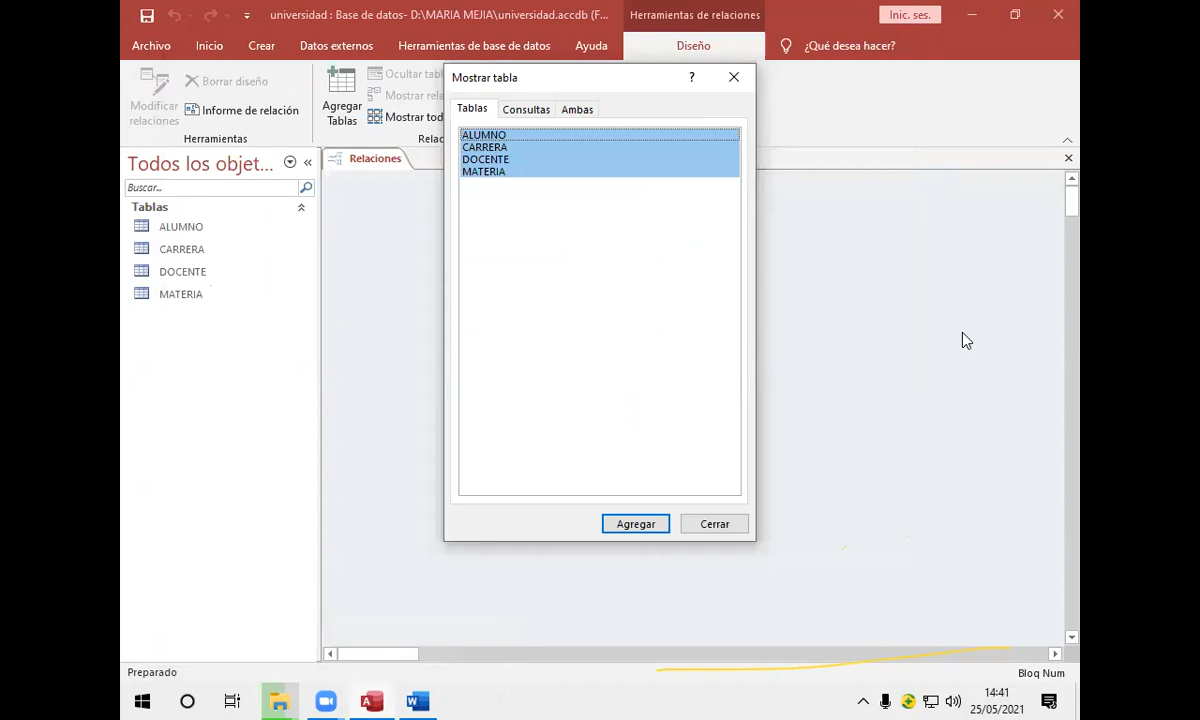 universidad : Base de datos- D:\MARIA MEJIA\universidad.accdb (F...
Herramientas de relaciones
Inic. ses.
Archivo
Inicio
Crear
Datos externos
Herramientas de base de datos
Ayuda
Diseño
¿Qué desea hacer?
Modificar
relaciones
Borrar diseño
Informe de relación
Herramientas
Agregar
Tablas
Ocultar tab
Mostrar rela
Mostrar tod
Relac
Mostrar tabla
?
Tablas
Consultas
Ambas
ALUMNO
CARRERA
DOCENTE
MATERIA
Agregar
Cerrar
Todos los objet...
Buscar...
Tablas
ALUMNO
CARRERA
DOCENTE
MATERIA
Relaciones
Preparado
Bloq Num
14:41
25/05/2021